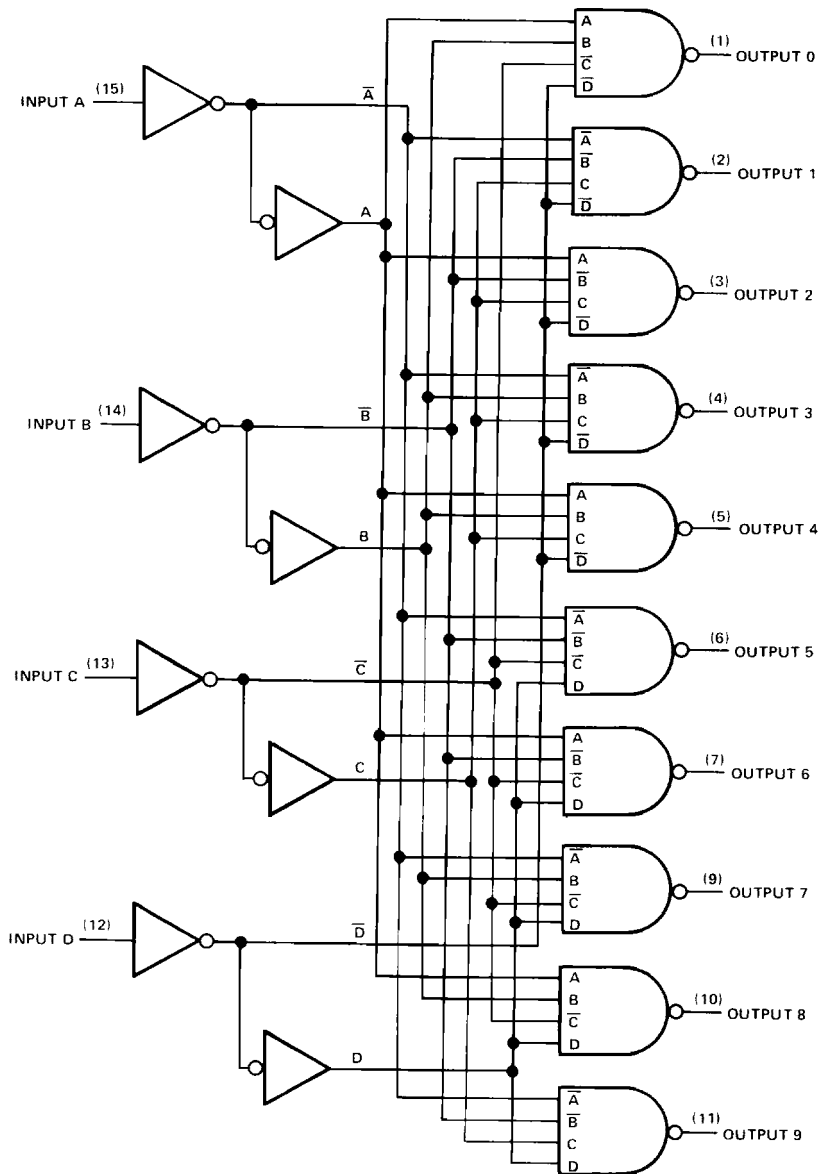 A
B
C̅
D̅
(1)
OUTPUT 0
INPUT A
(15)
A̅
A̅
B̅
C
D̅
(2)
OUTPUT 1
A
A
B̅
C
D̅
(3)
OUTPUT 2
INPUT B
(14)
B̅
A̅
B
C
D̅
(4)
OUTPUT 3
B
A
B
C
D̅
(5)
OUTPUT 4
INPUT C
(13)
C̅
A̅
B̅
C̅
D
(6)
OUTPUT 5
C
A
B̅
C̅
D
(7)
OUTPUT 6
A̅
B
C̅
D
(9)
OUTPUT 7
INPUT D
(12)
D̅
A
B
C̅
D
(10)
OUTPUT 8
D
A̅
B̅
C
D
(11)
OUTPUT 9